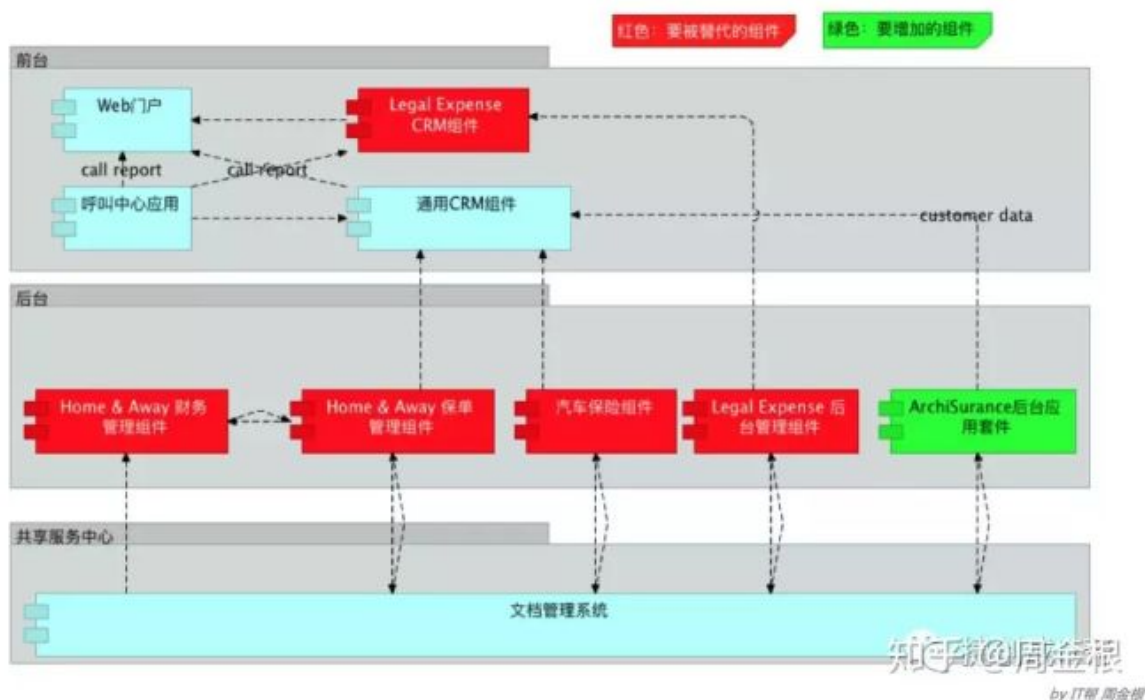 红色：要被替代的组件
绿色：要增加的组件
前台
Web门户
Legal Expense
CRM组件
call report
call report
呼叫中心应用
通用CRM组件
customer data
后台
Home & Away 财务
管理组件
Home & Away 保单
管理组件
汽车保险组件
Legal Expense 后
台管理组件
ArchiSurance后台应
用套件
共享服务中心
文档管理系统
知乎 @周金根
by IT帮 周金根